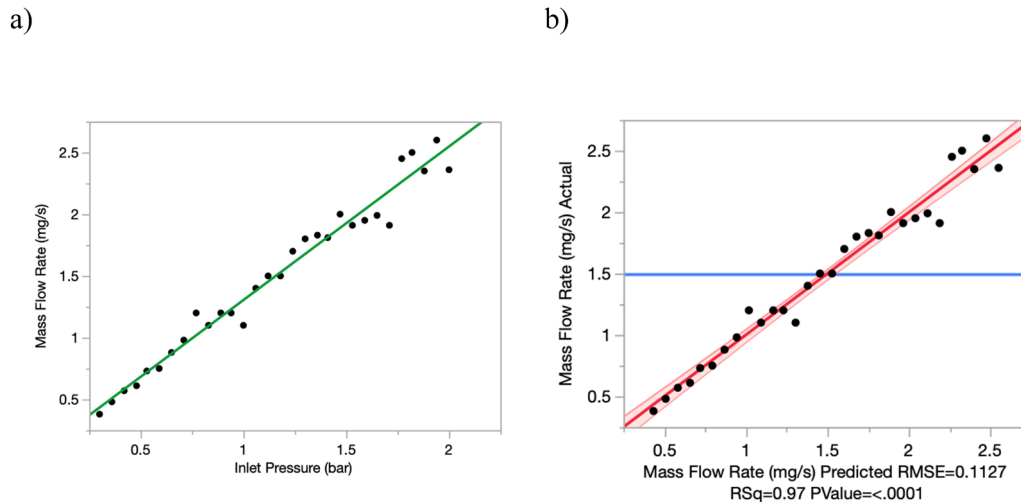 a)
b)
Mass Flow Rate (mg/s)
2.5
2
1.5
1
0.5
0.5 1 1.5 2
Inlet Pressure (bar)
Mass Flow Rate (mg/s) Actual
2.5
2
1.5
1
0.5
0.5 1 1.5 2 2.5
Mass Flow Rate (mg/s) Predicted RMSE=0.1127
RSq=0.97 PValue=<.0001